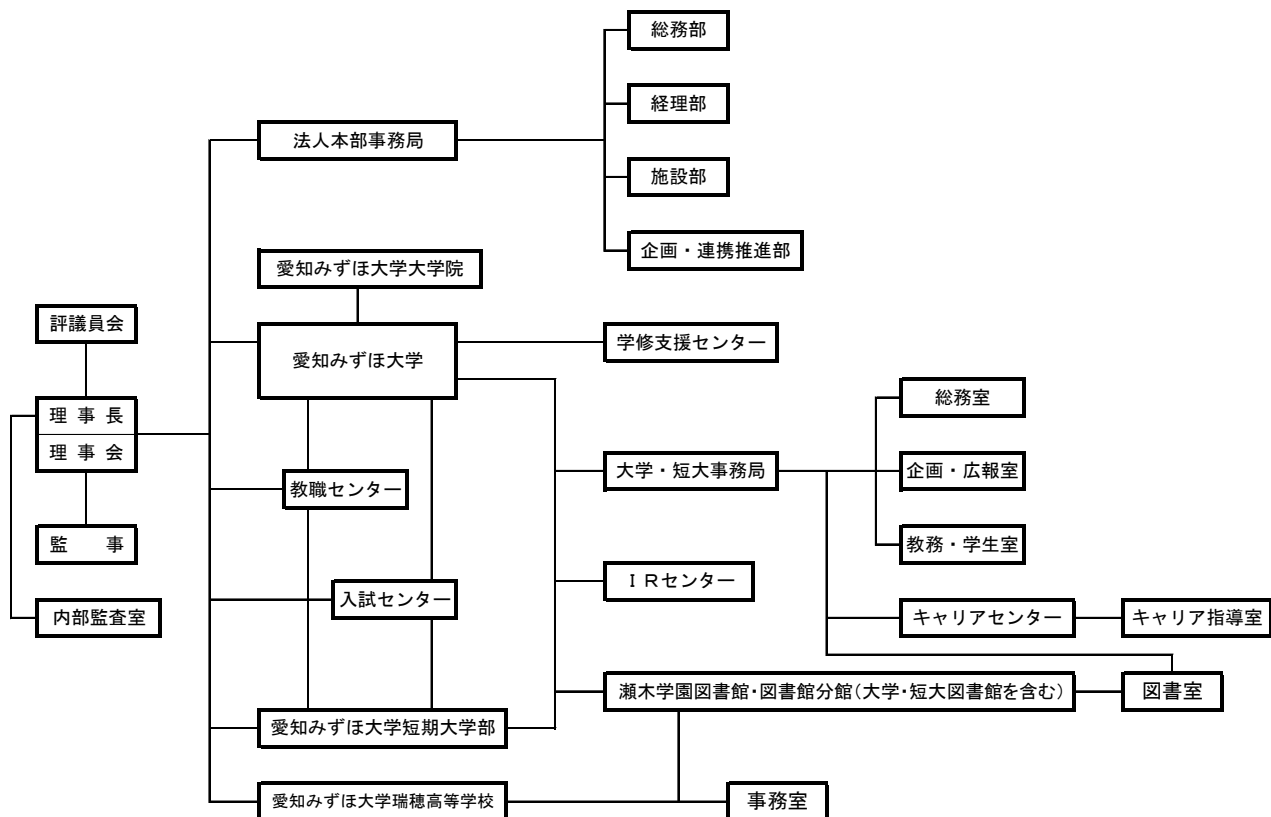 総務部
経理部
法人本部事務局
施設部
企画・連携推進部
愛知みずほ大学大学院
評議員会
愛知みずほ大学
学修支援センター
理 事 長
理 事 会
総務室
大学・短大事務局
企画・広報室
教職センター
監　　事
教務・学生室
ＩＲセンター
入試センター
内部監査室
キャリアセンター
キャリア指導室
瀬木学園図書館・図書館分館(大学・短大図書館を含む)
図書室
愛知みずほ大学短期大学部
愛知みずほ大学瑞穂高等学校
事務室